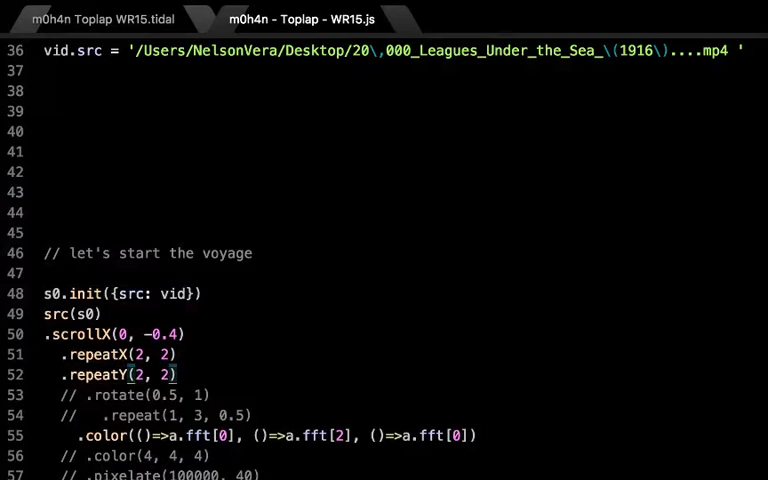 m0h4n Toplap WR15.tidal m0h4n - Toplap - WR15.js
36 vid.src = '/Users/NelsonVera/Desktop/20\,000_Leagues_Under_the_Sea_\(1916\)....mp4 '
37
38
39
40
41
42
43
44
45
46 // let's start the voyage
47
48 s0.init({src: vid})
49 src(s0)
50 .scrollX(0, -0.4)
51 .repeatX(2, 2)
52 .repeatY(2, 2)
53 // .rotate(0.5, 1)
54 // .repeat(1, 3, 0.5)
55 .color(()=>a.fft[0], ()=>a.fft[2], ()=>a.fft[0])
56 // .color(4, 4, 4)
57 // .pixelate(100000, 40)